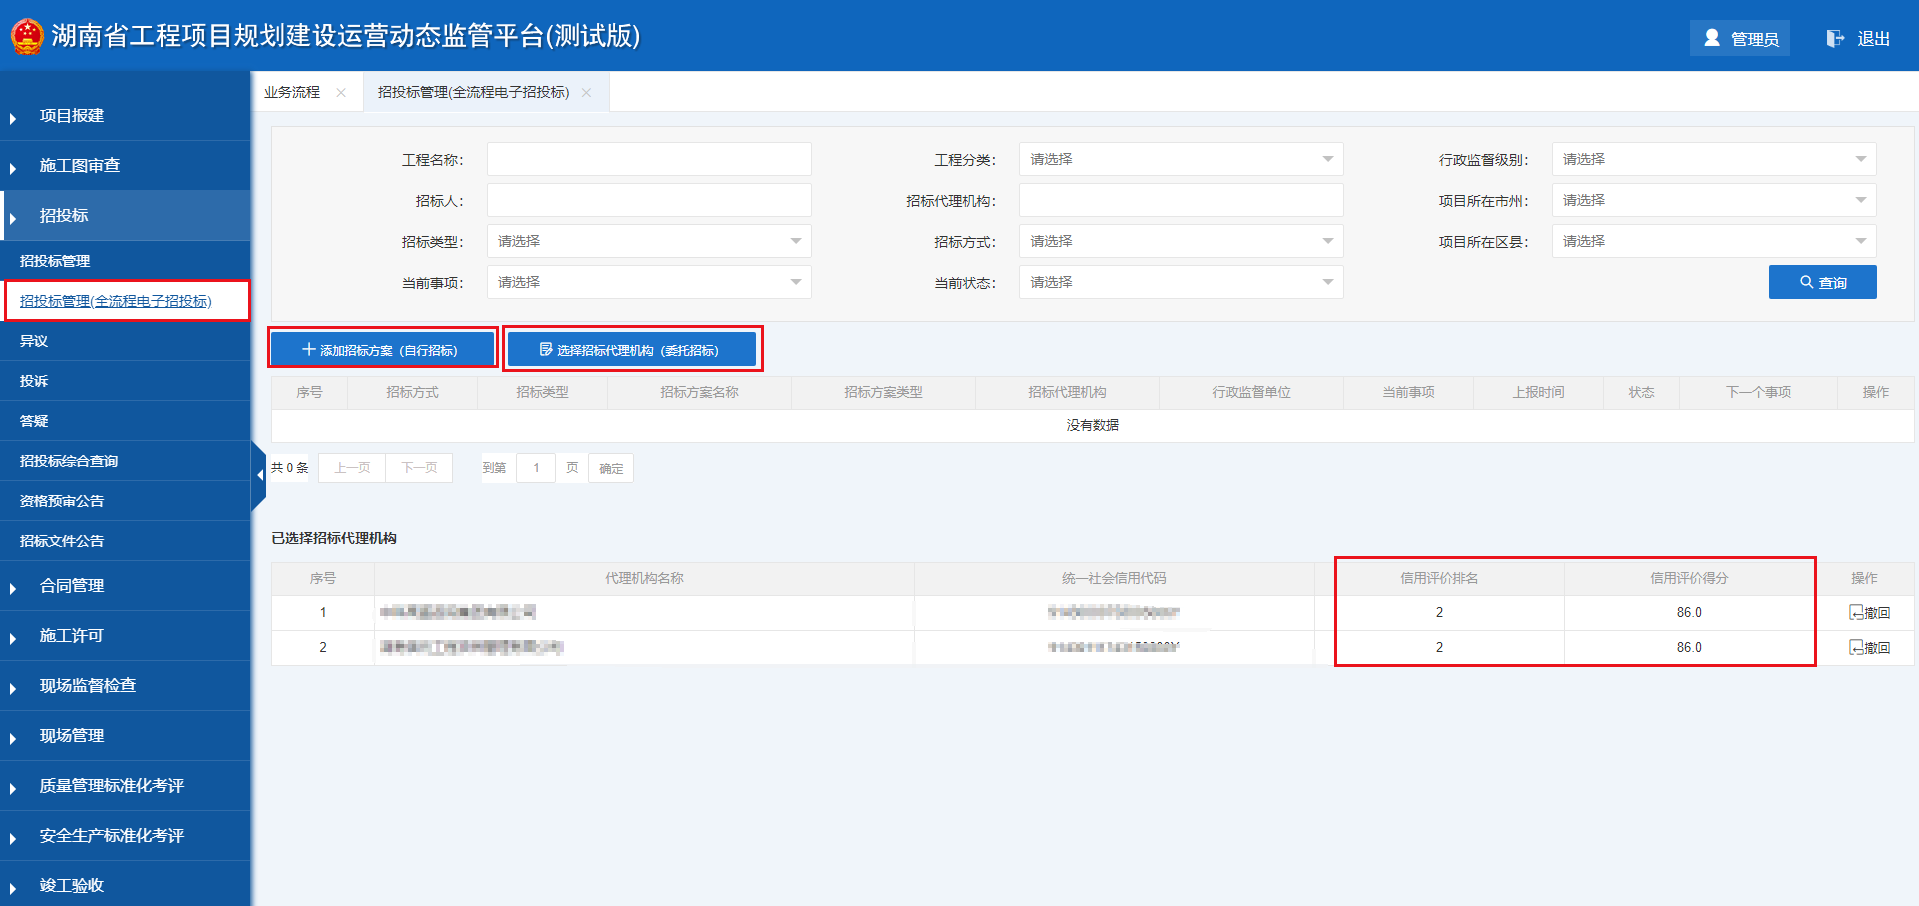 湖南省工程项目规划建设运营动态监管平台(测试版)
管理员
退出
项目报建
施工图审查
招投标
招投标管理
招投标管理(全流程电子招投标)
异议
投诉
答疑
招投标综合查询
资格预审公告
招标文件公告
合同管理
施工许可
现场监督检查
现场管理
质量管理标准化考评
安全生产标准化考评
竣工验收
业务流程 招投标管理(全流程电子招投标)
工程名称: 工程分类: 请选择 行政监督级别: 请选择
招标人: 招标代理机构: 项目所在市州: 请选择
招标类型: 请选择 招标方式: 请选择 项目所在区县: 请选择
当前事项: 请选择 当前状态: 请选择 查询
添加招标方案（自行招标） 选择招标代理机构（委托招标）
序号 招标方式 招标类型 招标方案名称 招标方案类型 招标代理机构 行政监督单位 当前事项 上报时间 状态 下一个事项 操作
没有数据
共 0 条 上一页 下一页 到第 1 页 确定
已选择招标代理机构
序号 代理机构名称 统一社会信用代码 信用评价排名 信用评价得分 操作
1 2 86.0 撤回
2 2 86.0 撤回